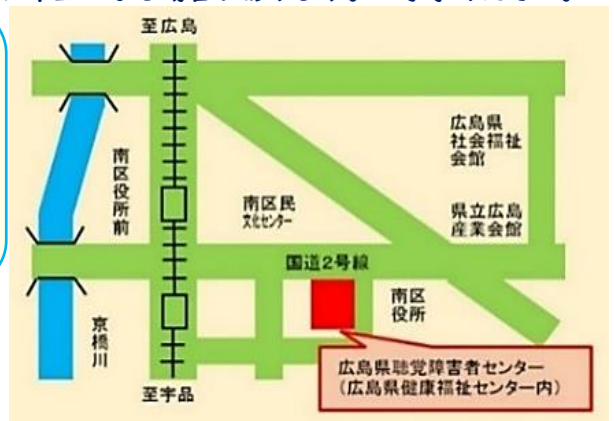 至広島
広島県
社会福祉
会館
南区役所前
南区民
文化センター
県立広島
産業会館
国道2号線
南区
役所
京橋川
広島県聴覚障害者センター
(広島県健康福祉センター内)
至宇品